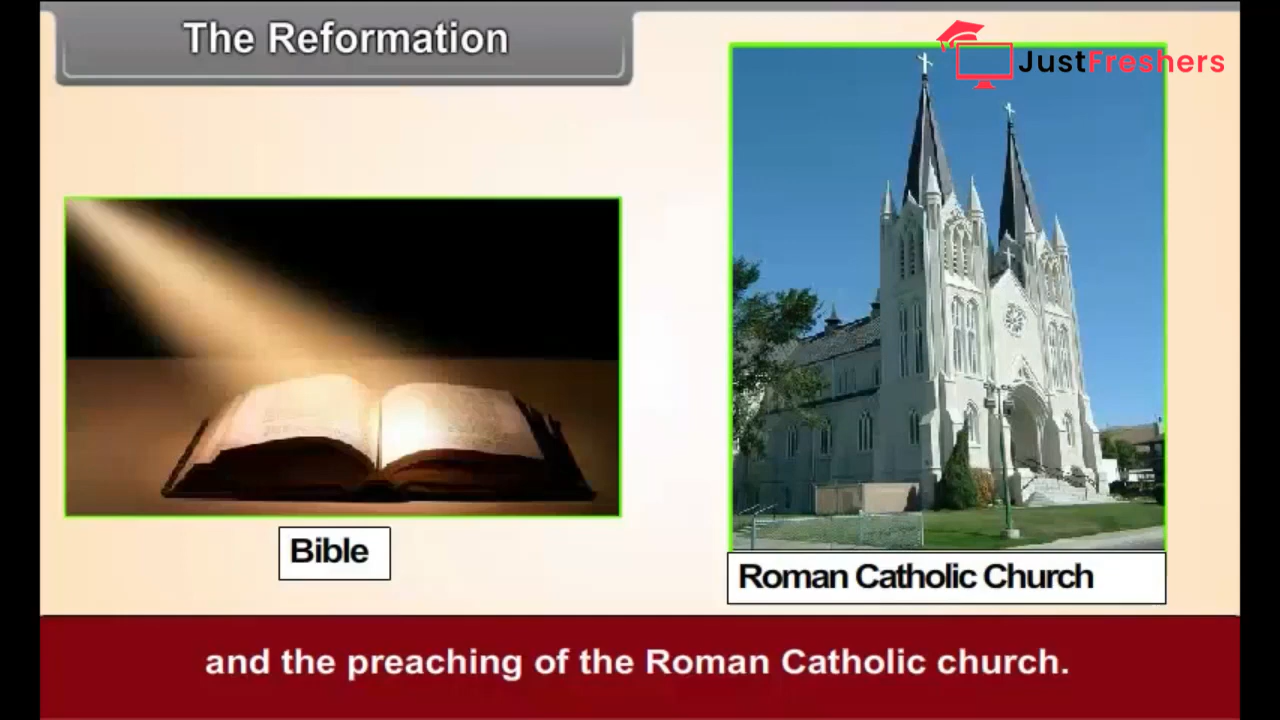 The Reformation
JustFreshers
Bible
Roman Catholic Church
and the preaching of the Roman Catholic church.